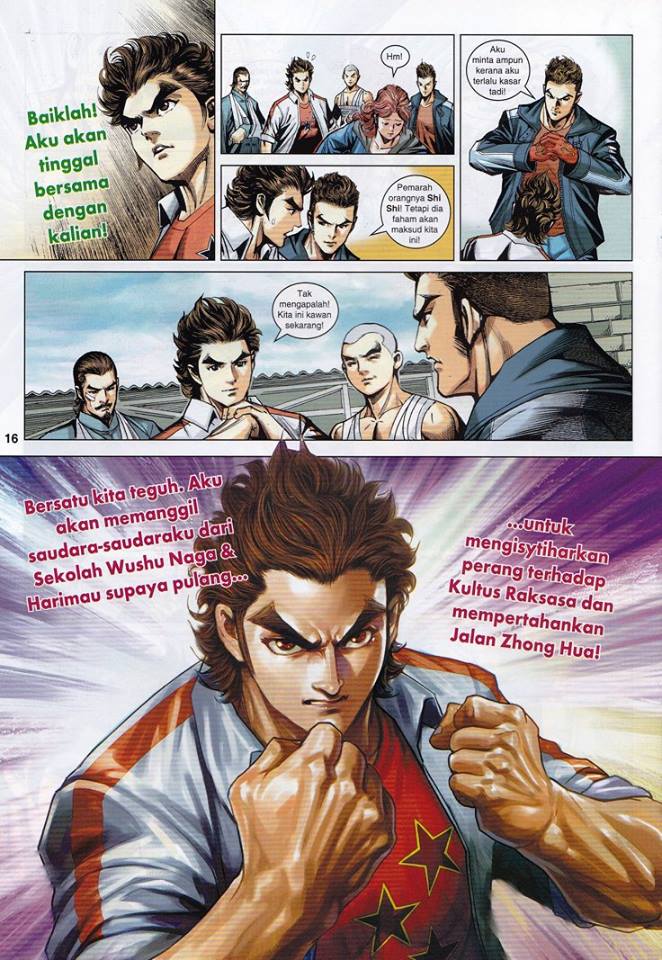 Baiklah!
Aku akan
tinggal
bersama
dengan
kalian!
Hm!
Aku
minta ampun
kerana aku
terlalu kasar
tadi!
Pemarah
orangnya Shi
Shi! Tetapi dia
faham akan
maksud kita
ini!
Tak
mengapalah!
Kita ini kawan
sekarang!
16
Bersatu kita teguh. Aku
akan memanggil
saudara-saudaraku dari
Sekolah Wushu Naga &
Harimau supaya pulang...
...untuk
mengisytiharkan
perang terhadap
Kultus Raksasa dan
mempertahankan
Jalan Zhong Hua!